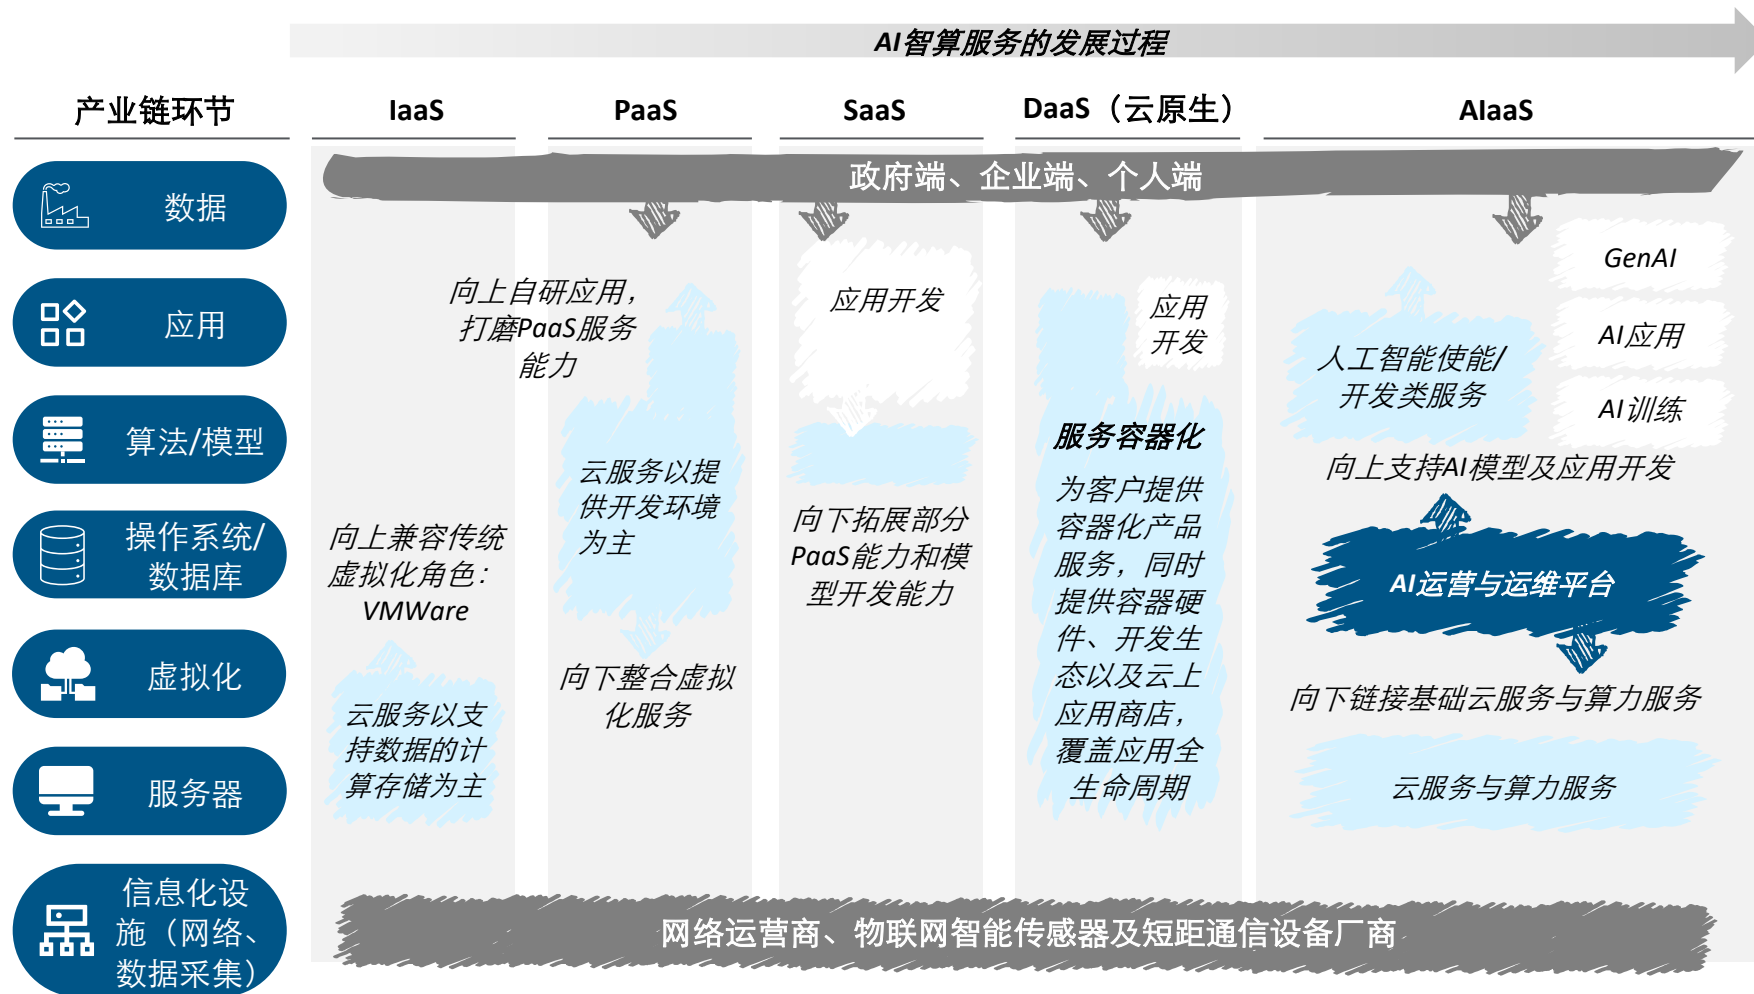 AI智算服务的发展过程
产业链环节
IaaS
PaaS
SaaS
DaaS（云原生）
AIaaS
政府端、企业端、个人端
数据
应用
算法/模型
操作系统/
数据库
虚拟化
服务器
信息化设
施（网络、
数据采集）
向上兼容传统
虚拟化角色：
VMWare
云服务以支
持数据的计
算存储为主
向上自研应用，
打磨PaaS服务
能力
云服务以提
供开发环境
为主
向下整合虚拟
化服务
应用开发
向下拓展部分
PaaS能力和模
型开发能力
应用
开发
服务容器化
为客户提供
容器化产品
服务，同时
提供容器硬
件、开发生
态以及云上
应用商店，
覆盖应用全
生命周期
GenAI
AI应用
AI训练
人工智能使能/
开发类服务
向上支持AI模型及应用开发
AI运营与运维平台
向下链接基础云服务与算力服务
云服务与算力服务
网络运营商、物联网智能传感器及短距通信设备厂商